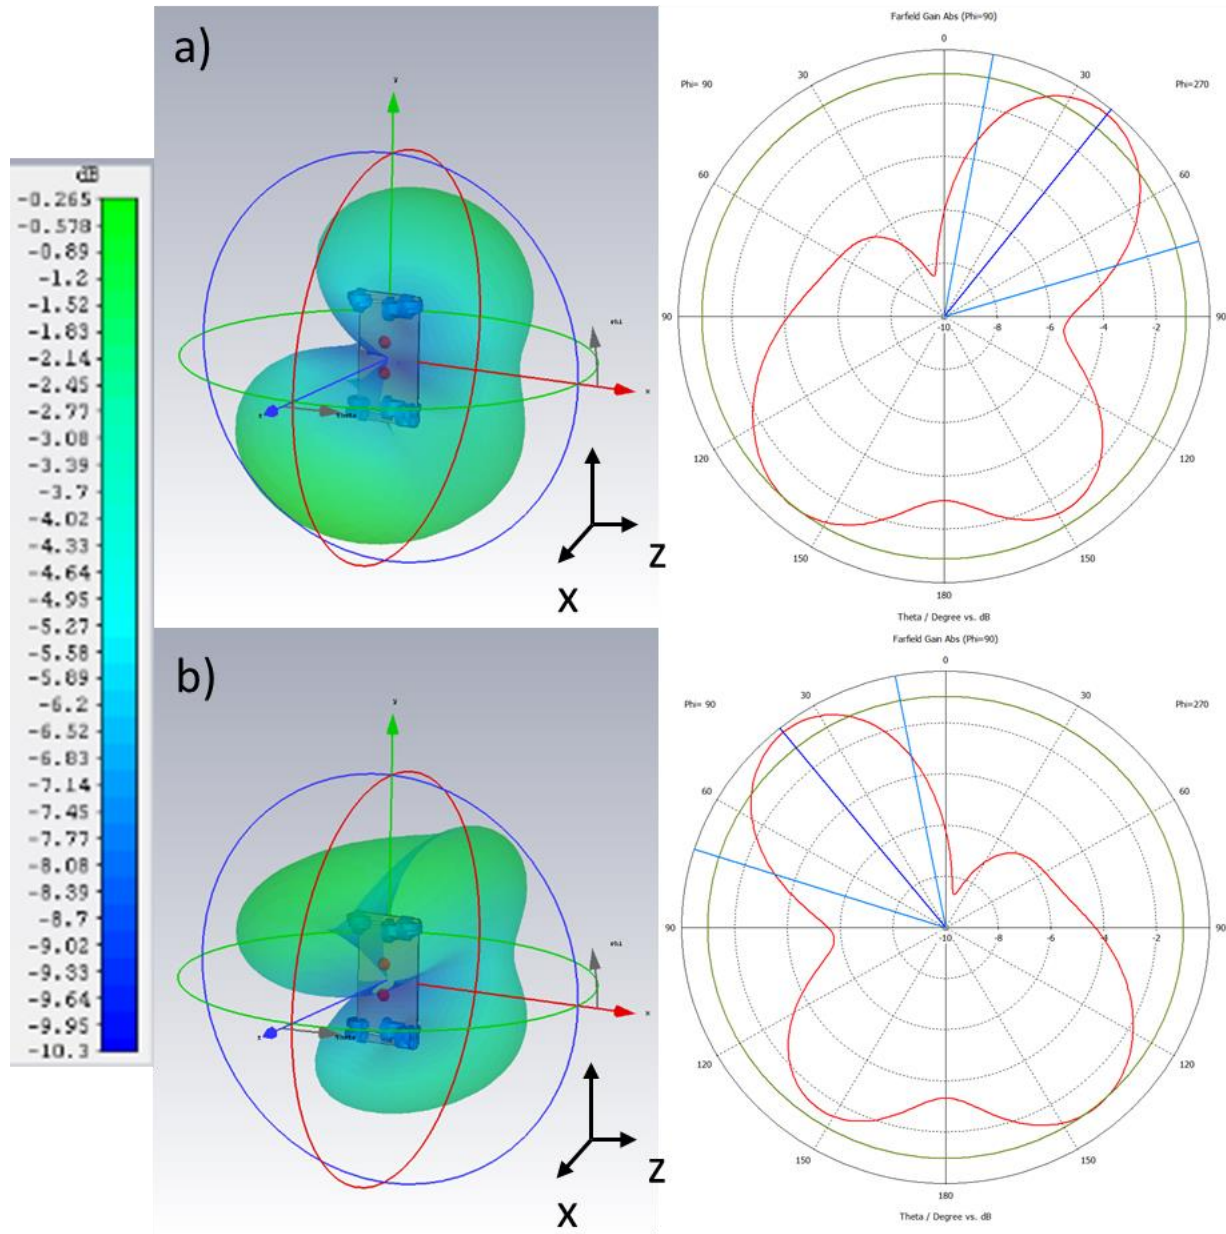 dB
-0.265
-0.578
-0.89
-1.2
-1.52
-1.83
-2.14
-2.45
-2.77
-3.08
-3.39
-3.7
-4.02
-4.33
-4.64
-4.95
-5.27
-5.58
-5.89
-6.2
-6.52
-6.83
-7.14
-7.45
-7.77
-8.08
-8.39
-8.7
-9.02
-9.33
-9.64
-9.95
-10.3
a)
y
phi
x
z
theta
Z
X
Farfield Gain Abs (Phi=90)
0
Phi= 90
30
30
Phi=270
60
60
90
-10
-8
-6
-4
-2
90
120
120
150
150
180
Theta / Degree vs. dB
b)
y
phi
x
z
theta
Z
X
Farfield Gain Abs (Phi=90)
0
Phi= 90
30
30
Phi=270
60
60
90
-10
-8
-6
-4
-2
90
120
120
150
150
180
Theta / Degree vs. dB